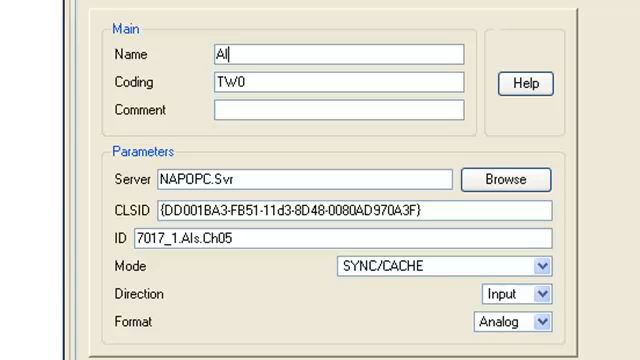 Main
Name AI
Coding TW0
Help
Comment
Parameters
Server NAPOPC.Svr Browse
CLSID {DD001BA3-FB51-11d3-8D48-0080AD970A3F}
ID 7017_1.AIs.Ch05
Mode SYNC/CACHE
Direction Input
Format Analog